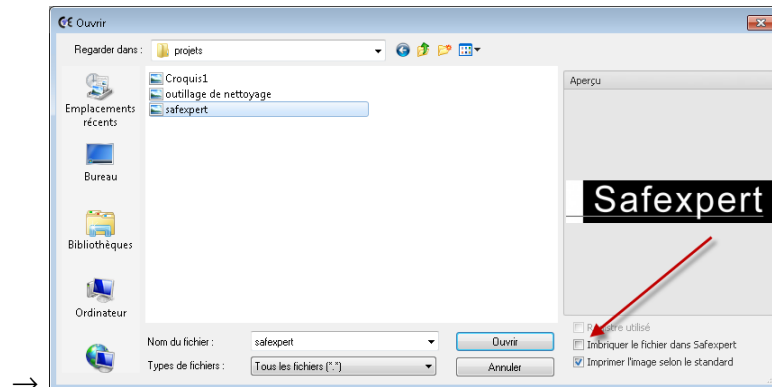 C€ Ouvrir
Regarder dans : projets
Croquis1
outillage de nettoyage
safexpert
Emplacements
récents
Bureau
Bibliothèques
Ordinateur
Nom du fichier : safexpert
Types de fichiers : Tous les fichiers (*.*)
Ouvrir
Annuler
Aperçu
Safexpert
Registre utilisé
Imbriquer le fichier dans Safexpert
Imprimer l'image selon le standard
→